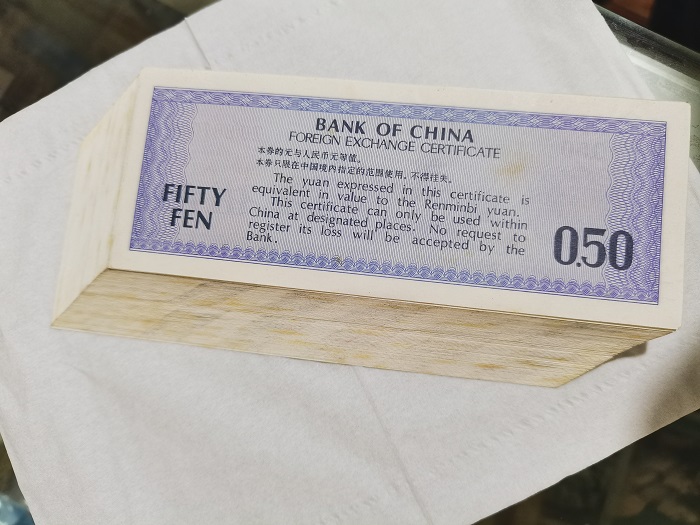 BANK OF CHINA
FOREIGN EXCHANGE CERTIFICATE
本券的元与人民币元等值。
本券只限在中国境内指定的范围使用，不得挂失。
The yuan expressed in this certificate is
equivalent in value to the Renminbi yuan.
This certificate can only be used within
China at designated places. No request to
register its loss will be accepted by the
Bank.
FIFTY
FEN
0.50